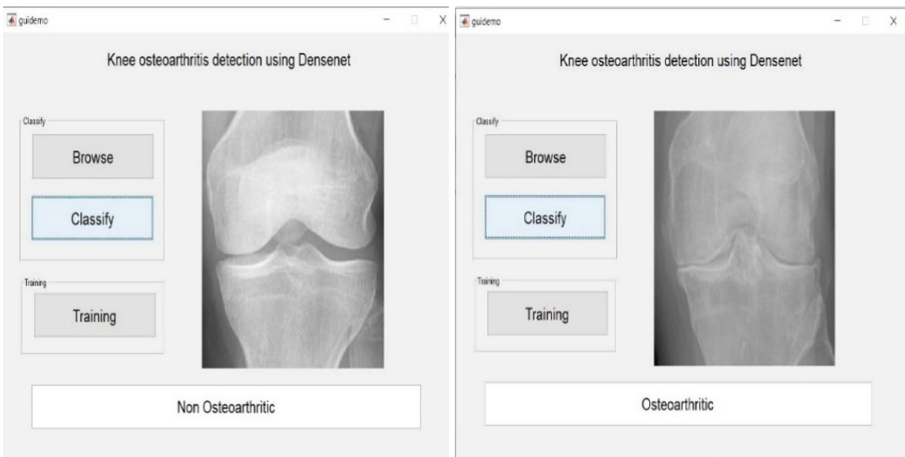 guidemo
Knee osteoarthritis detection using Densenet
Classify
Browse
Classify
Training
Training
Non Osteoarthritic
guidemo
Knee osteoarthritis detection using Densenet
Classify
Browse
Classify
Training
Training
Osteoarthritic